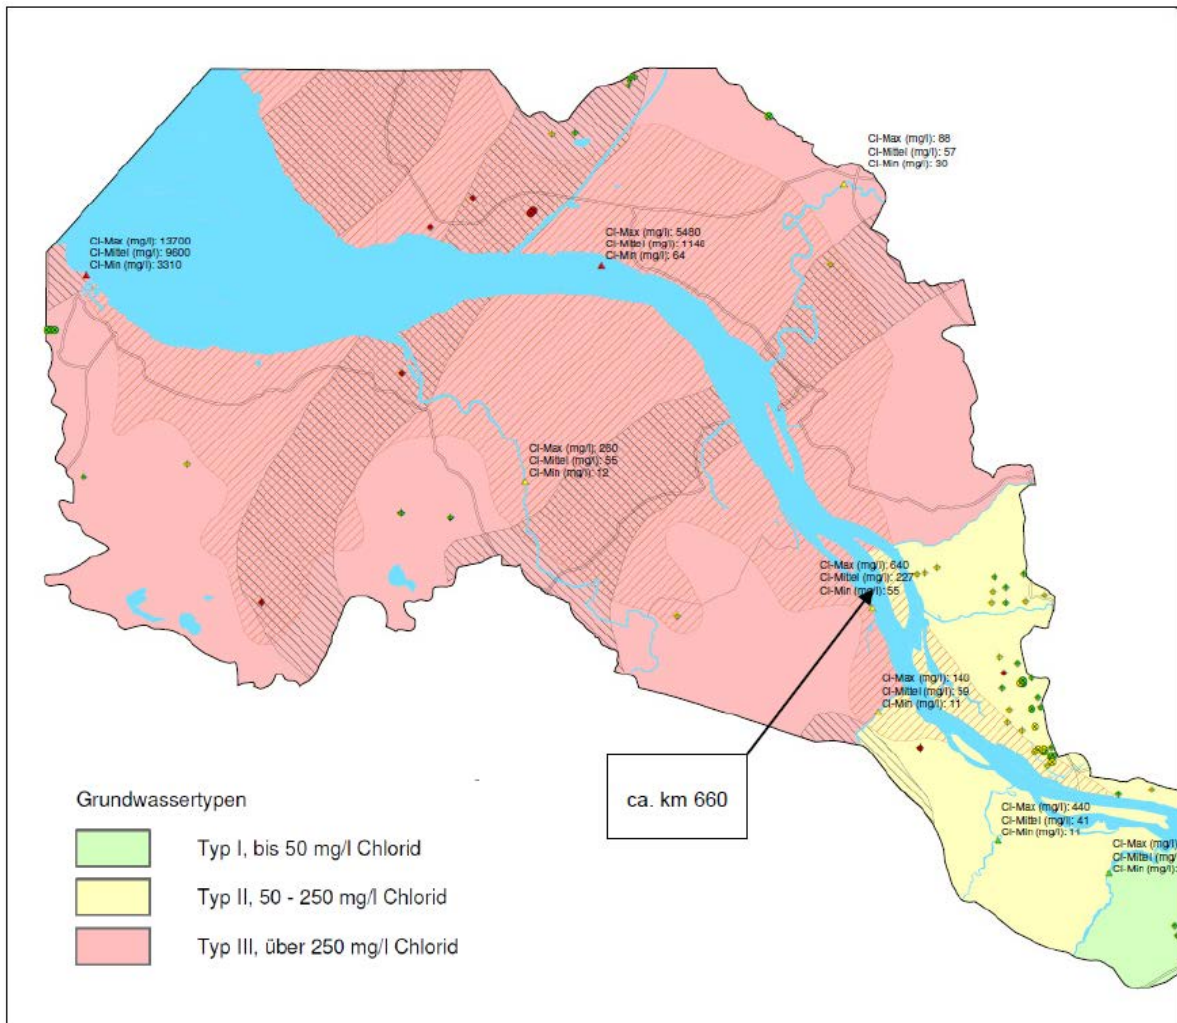 Cl-Max (mg/l): 88
Cl-Mittel (mg/l): 57
Cl-Min (mg/l): 30
Cl-Max (mg/l): 13700
Cl-Mittel (mg/l): 9600
Cl-Min (mg/l): 3310
Cl-Max (mg/l): 5480
Cl-Mittel (mg/l): 1146
Cl-Min (mg/l): 64
Cl-Max (mg/l): 260
Cl-Mittel (mg/l): 55
Cl-Min (mg/l): 12
Cl-Max (mg/l): 640
Cl-Mittel (mg/l): 227
Cl-Min (mg/l): 55
Cl-Max (mg/l): 140
Cl-Mittel (mg/l): 59
Cl-Min (mg/l): 11
ca. km 660
Cl-Max (mg/l): 440
Cl-Mittel (mg/l): 41
Cl-Min (mg/l): 11
Cl-Max (mg/l)
Cl-Mittel (mg/
Cl-Min (mg/l):
Grundwassertypen
Typ I, bis 50 mg/l Chlorid
Typ II, 50 - 250 mg/l Chlorid
Typ III, über 250 mg/l Chlorid